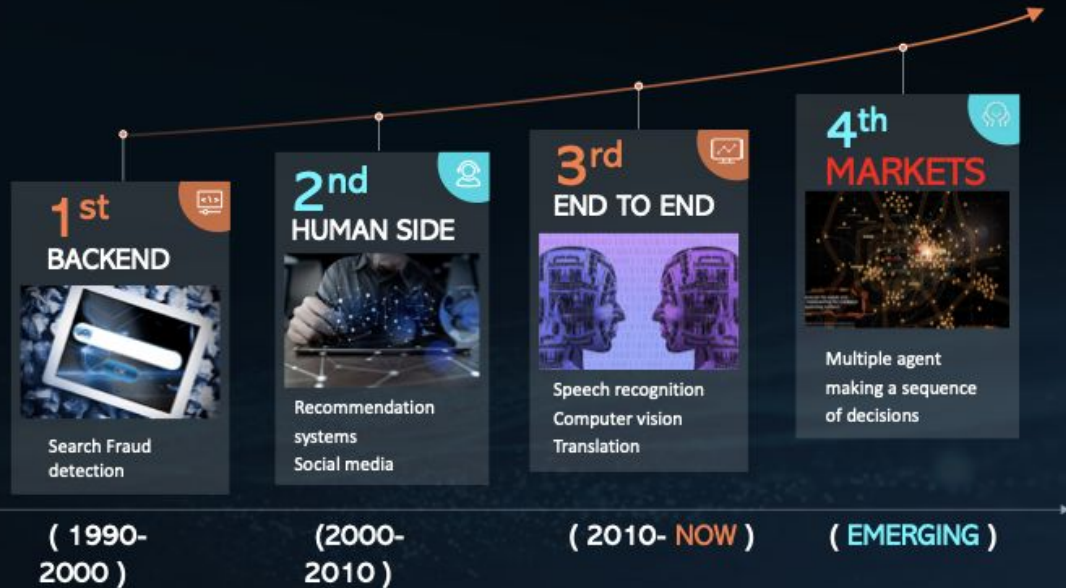 1st
BACKEND
Search Fraud
detection
( 1990-
2000 )
2nd
HUMAN SIDE
Recommendation
systems
Social media
(2000-
2010 )
3rd
END TO END
Speech recognition
Computer vision
Translation
( 2010- NOW )
4th
MARKETS
Multiple agent
making a sequence
of decisions
( EMERGING )